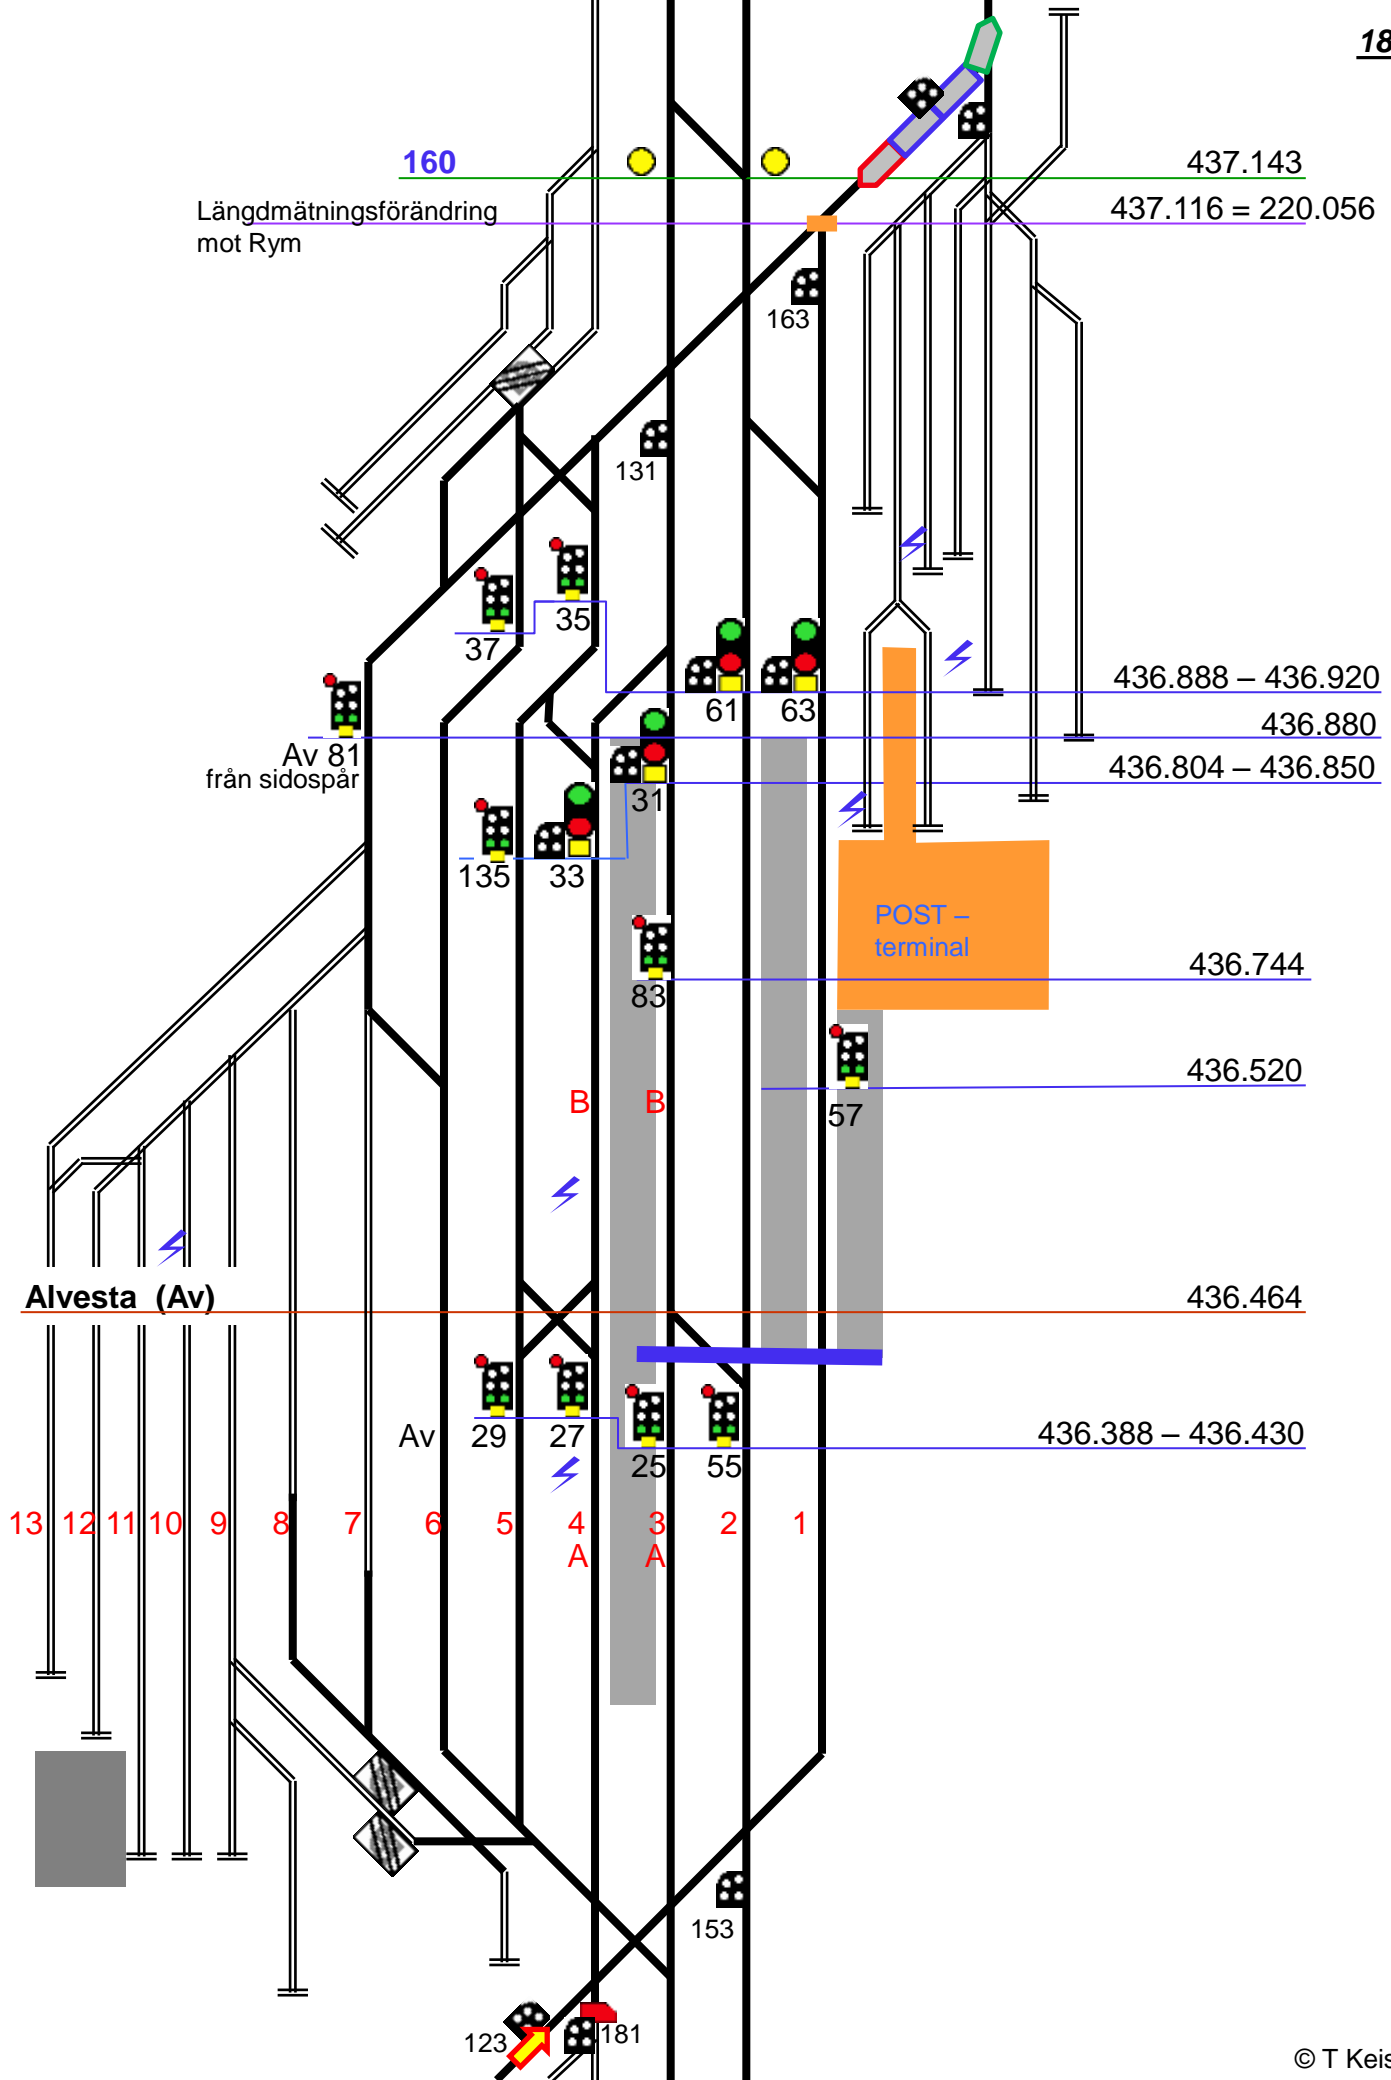 18
160
437.143
Längdmätningsförändring
mot Rym
437.116 = 220.056
163
131
35
37
436.888 – 436.920
61
63
436.880
Av 81
från sidospår
436.804 – 436.850
31
135
33
POST –
terminal
436.744
83
436.520
57
B
B
Alvesta (Av)
436.464
Av
29
27
436.388 – 436.430
25
55
13 12 11 10 9 8 7 6 5 4 3 2 1
A A
153
123
181
© T Keis